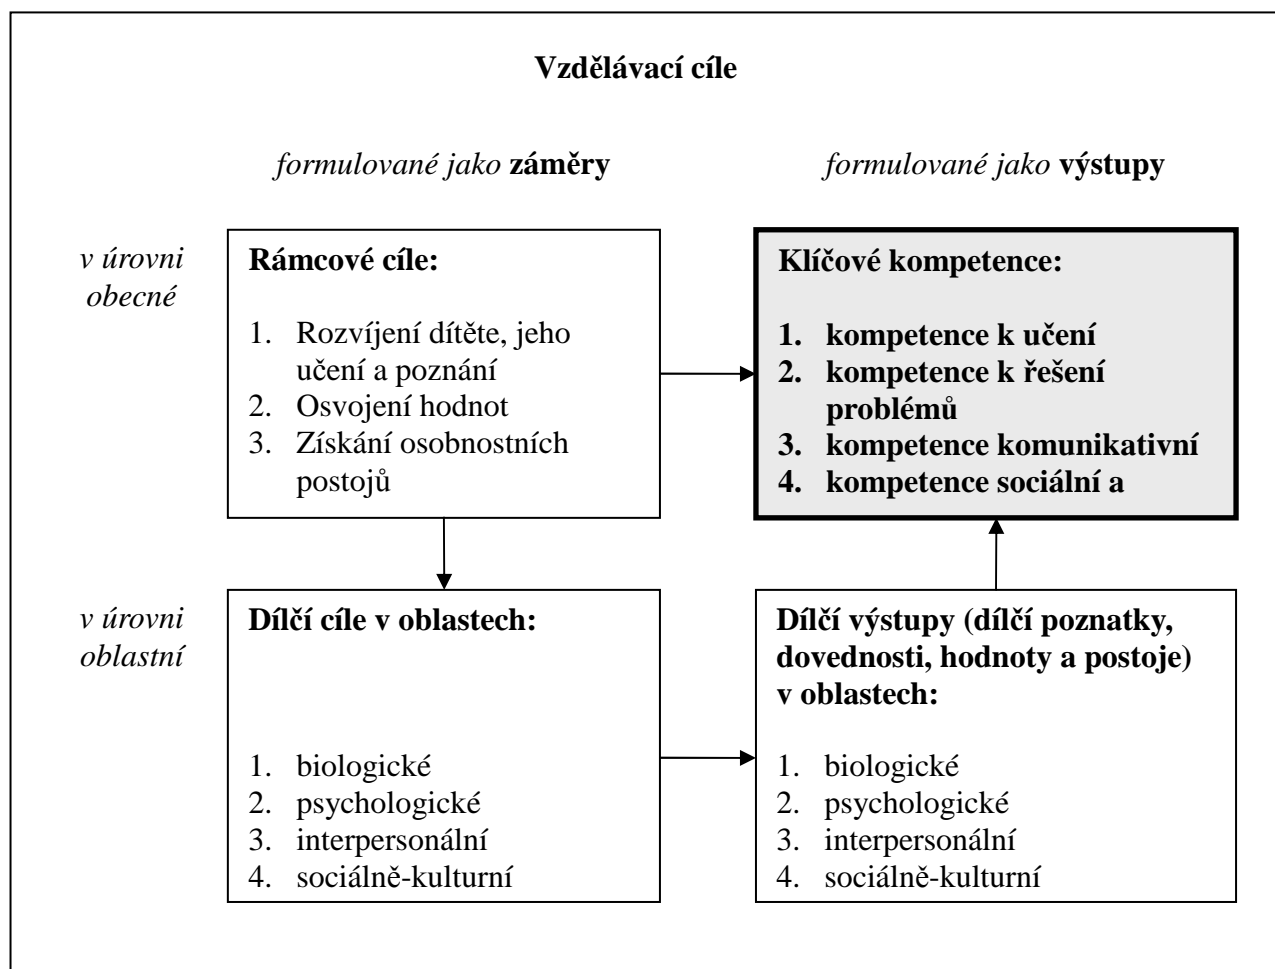 Vzdělávací cíle
formulované jako záměry
formulované jako výstupy
v úrovni
obecné
Rámcové cíle:
1. Rozvíjení dítěte, jeho
učení a poznání
2. Osvojení hodnot
3. Získání osobnostních
postojů
Klíčové kompetence:
1. kompetence k učení
2. kompetence k řešení
problémů
3. kompetence komunikativní
4. kompetence sociální a
v úrovni
oblastní
Dílčí cíle v oblastech:
1. biologické
2. psychologické
3. interpersonální
4. sociálně-kulturní
Dílčí výstupy (dílčí poznatky,
dovednosti, hodnoty a postoje)
v oblastech:
1. biologické
2. psychologické
3. interpersonální
4. sociálně-kulturní